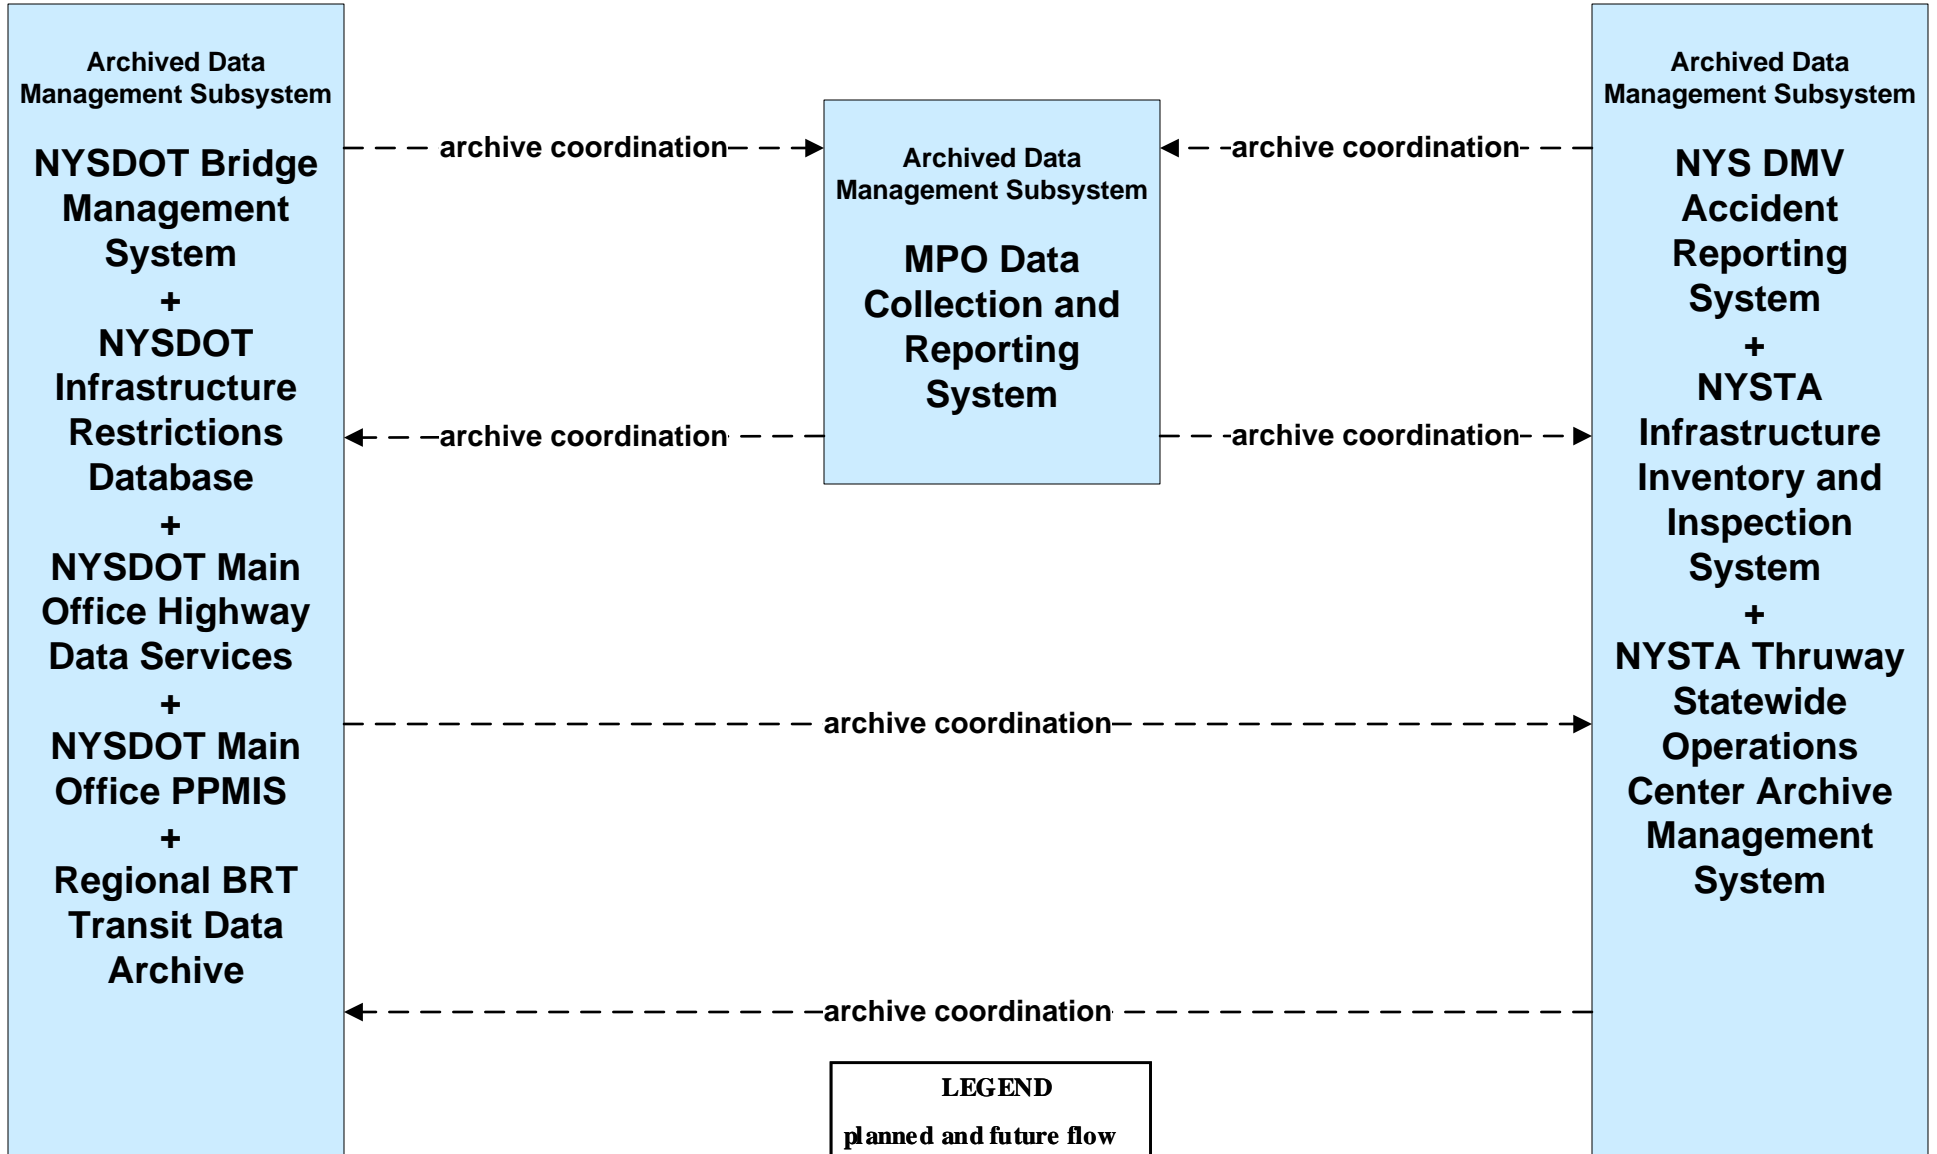 Archived Data
Management Subsystem
NYSDOT Bridge
Management
System
+
NYSDOT
Infrastructure
Restrictions
Database
+
NYSDOT Main
Office Highway
Data Services
+
NYSDOT Main
Office PPMIS
+
Regional BRT
Transit Data
Archive
archive coordination
archive coordination
Archived Data
Management Subsystem
MPO Data
Collection and
Reporting
System
archive coordination
archive coordination
archive coordination
archive coordination
Archived Data
Management Subsystem
NYS DMV
Accident
Reporting
System
+
NYSTA
Infrastructure
Inventory and
Inspection
System
+
NYSTA Thruway
Statewide
Operations
Center Archive
Management
System
LEGEND
planned and future flow